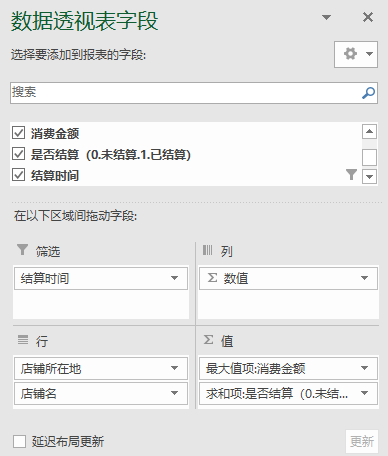 数据透视表字段
选择要添加到报表的字段:
搜索
消费金额
是否结算（0.未结算.1.已结算）
结算时间
在以下区域间拖动字段:
筛选
列
结算时间
Σ 数值
行
Σ 值
店铺所在地
最大值项:消费金额
店铺名
求和项:是否结算（0.未结...
延迟布局更新
更新